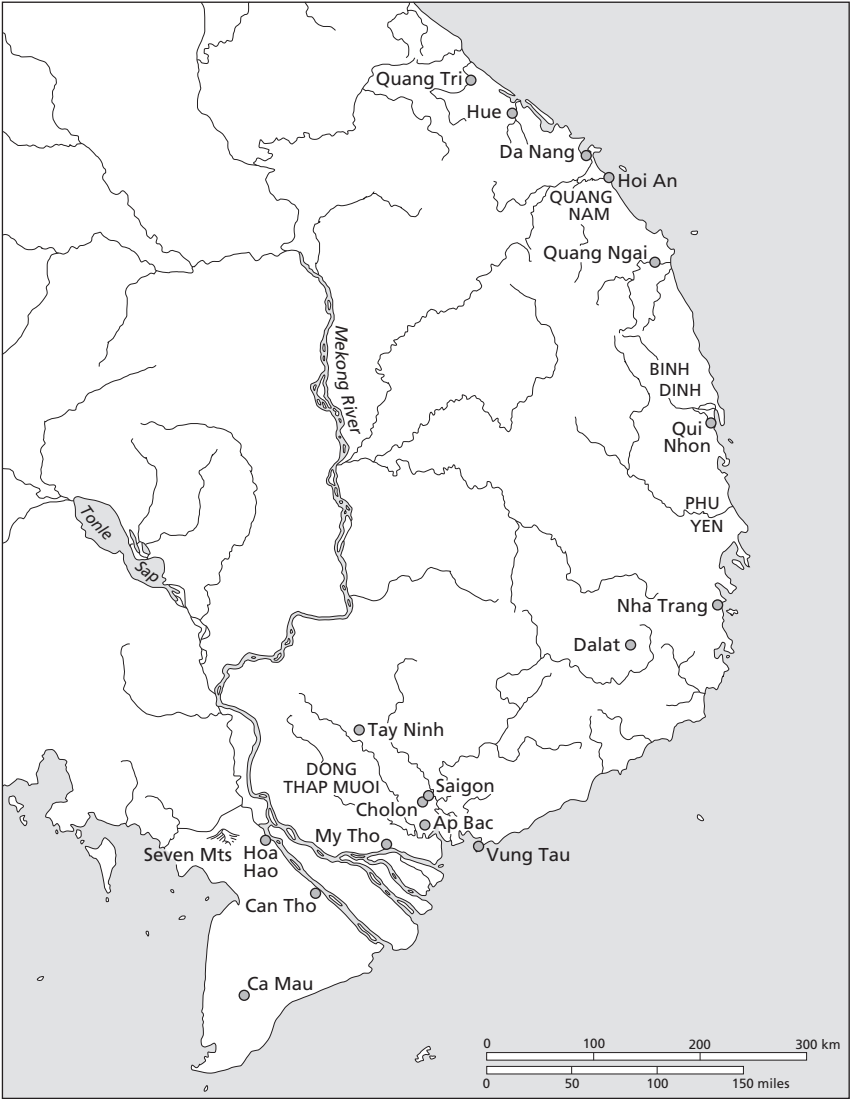 Quang Tri
Hue
Da Nang
Hoi An
QUANG
NAM
Quang Ngai
Mekong River
BINH
DINH
Qui
Nhon
PHU
YEN
Tonle
Sap
Nha Trang
Dalat
Tay Ninh
DONG
THAP MUOI
Saigon
Cholon
Ap Bac
My Tho
Vung Tau
Seven Mts
Hoa
Hao
Can Tho
Ca Mau
0 100 200 300 km
0 50 100 150 miles